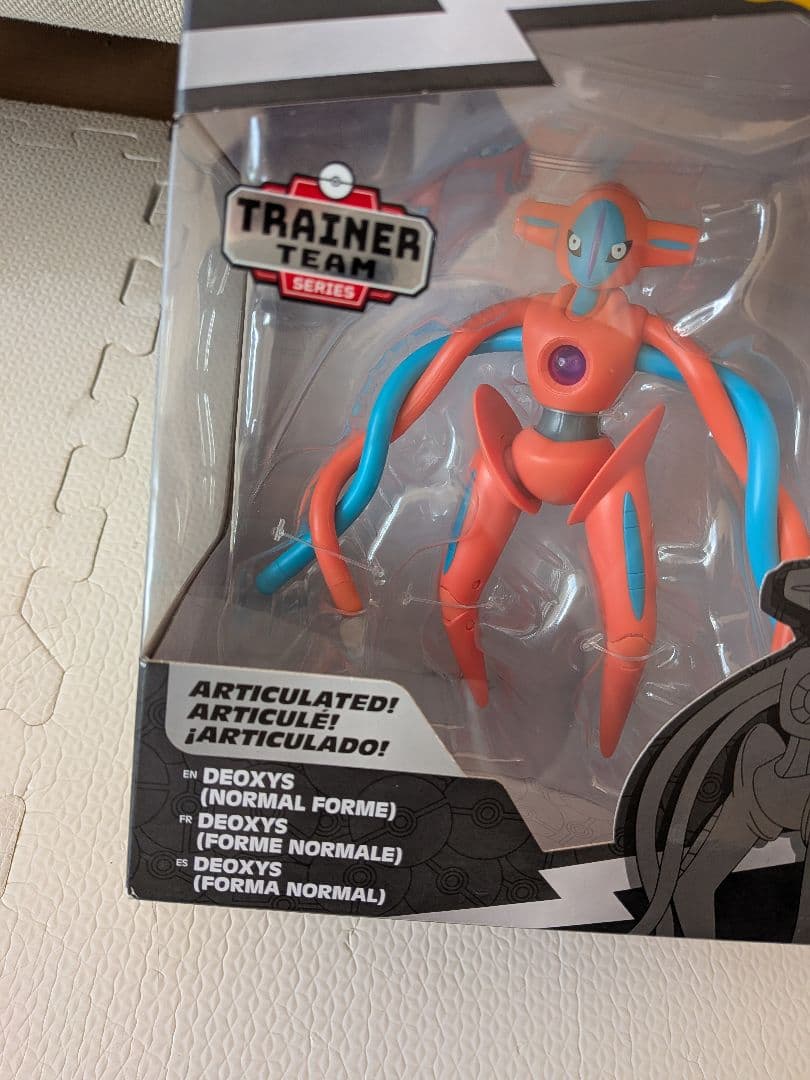 TRAINER
TEAM
SERIES
ARTICULATED!
ARTICULÉ!
¡ARTICULADO!
EN DEOXYS
(NORMAL FORME)
FR DEOXYS
(FORME NORMALE)
ES DEOXYS
(FORMA NORMAL)